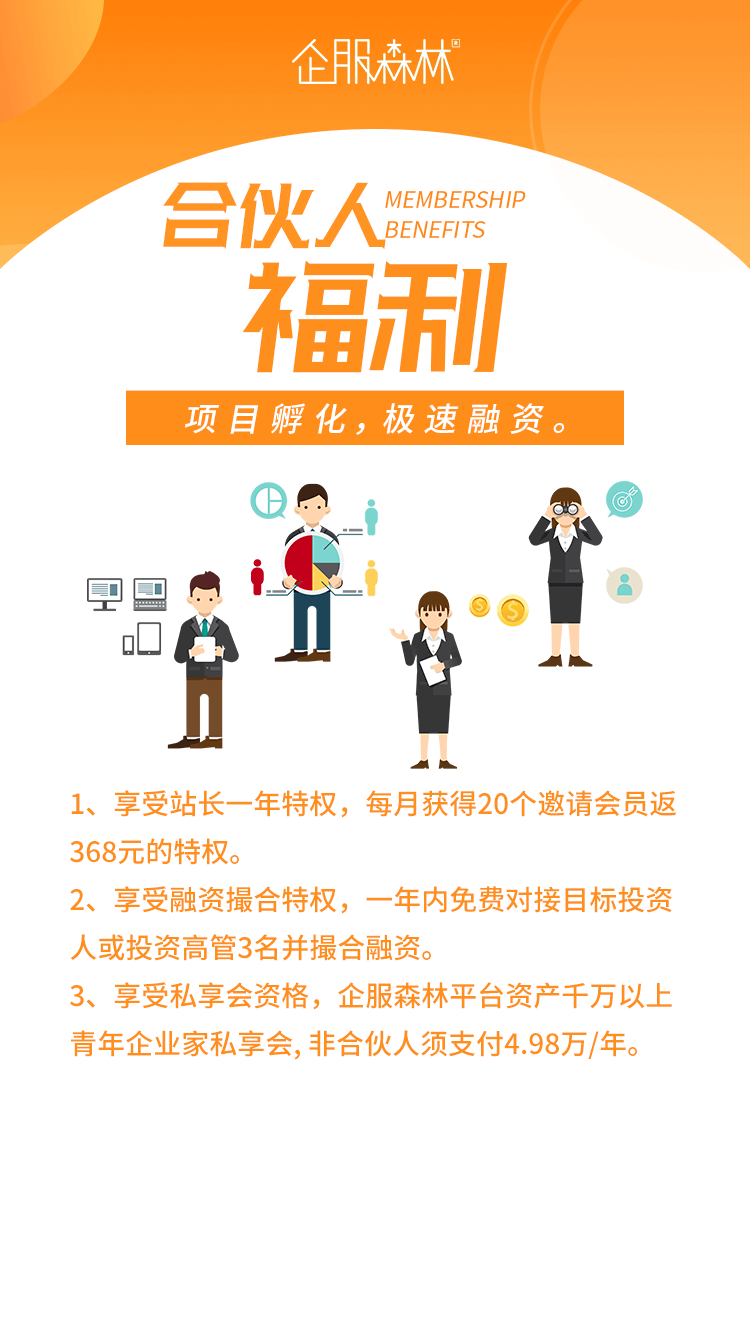 企服森林
合伙人
MEMBERSHIP
BENEFITS
福利
项目孵化,极速融资。
1、享受站长一年特权，每月获得20个邀请会员返
368元的特权。
2、享受融资撮合特权，一年内免费对接目标投资
人或投资高管3名并撮合融资。
3、享受私享会资格，企服森林平台资产千万以上
青年企业家私享会, 非合伙人须支付4.98万/年。